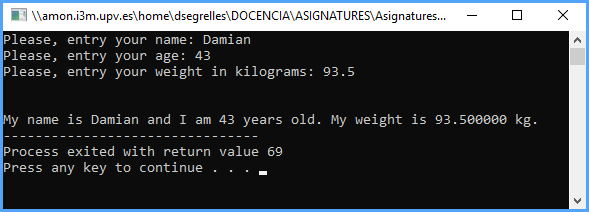 \\amon.i3m.upv.es\home\dsegrelles\DOCENCIA\ASIGNATURES\Asignatures...
Please, entry your name: Damian
Please, entry your age: 43
Please, entry your weight in kilograms: 93.5
My name is Damian and I am 43 years old. My weight is 93.500000 kg.
--------------------------------
Process exited with return value 69
Press any key to continue . . .